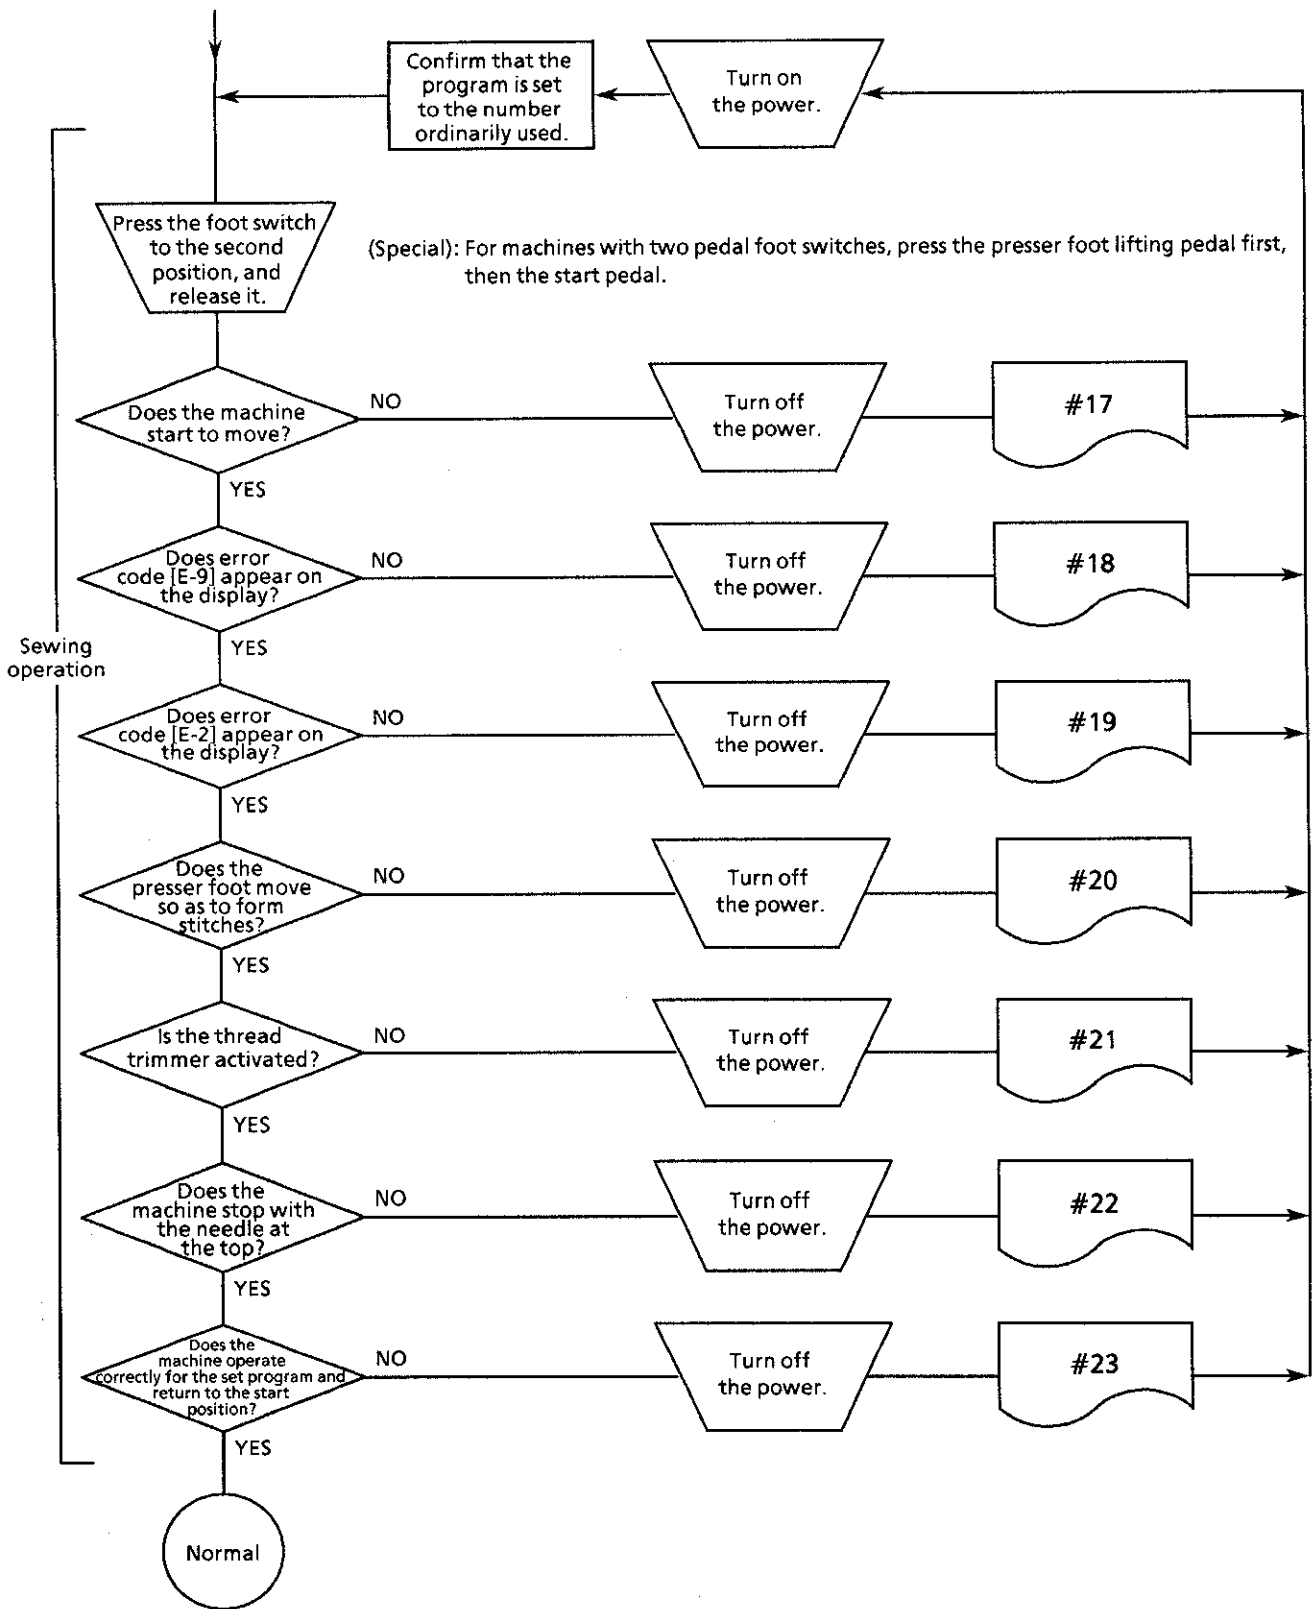 Confirm that the
program is set
to the number
ordinarily used.
Turn on
the power.
Press the foot switch
to the second
position, and
release it.
(Special): For machines with two pedal foot switches, press the presser foot lifting pedal first,
then the start pedal.
Sewing
operation
Does the machine
start to move?
NO
Turn off
the power.
#17
YES
Does error
code [E-9] appear on
the display?
NO
Turn off
the power.
#18
YES
Does error
code [E-2] appear on
the display?
NO
Turn off
the power.
#19
YES
Does the
presser foot move
so as to form
stitches?
NO
Turn off
the power.
#20
YES
Is the thread
trimmer activated?
NO
Turn off
the power.
#21
YES
Does the
machine stop with
the needle at
the top?
NO
Turn off
the power.
#22
YES
Does the
machine operate
correctly for the set program and
return to the start
position?
NO
Turn off
the power.
#23
YES
Normal